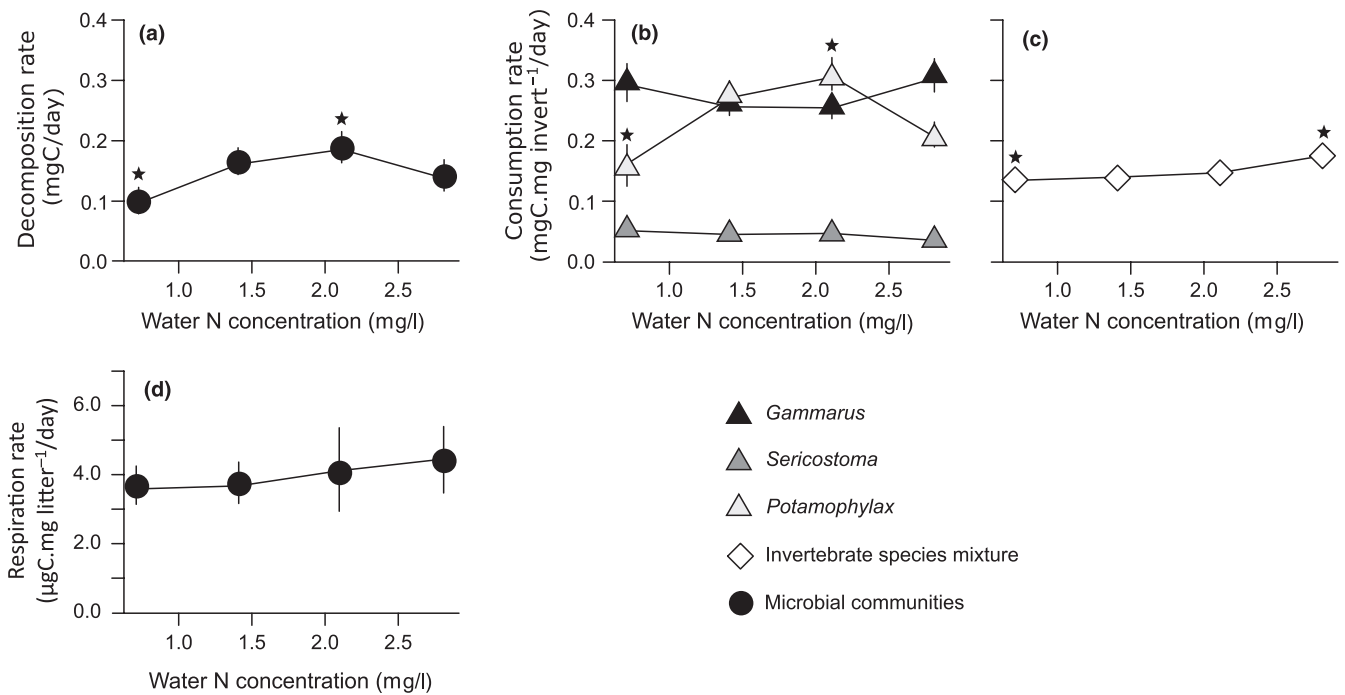 (a)
Decomposition rate
(mgC/day)
0.4
0.3
0.2
0.1
0.0
1.0 1.5 2.0 2.5
Water N concentration (mg/l)
(b)
Consumption rate
(mgC.mg invert⁻¹/day)
0.4
0.3
0.2
0.1
0.0
1.0 1.5 2.0 2.5
Water N concentration (mg/l)
(c)
1.0 1.5 2.0 2.5
Water N concentration (mg/l)
(d)
Respiration rate
(µgC.mg litter⁻¹/day)
6.0
4.0
2.0
0.0
1.0 1.5 2.0 2.5
Water N concentration (mg/l)
Gammarus
Sericostoma
Potamophylax
Invertebrate species mixture
Microbial communities